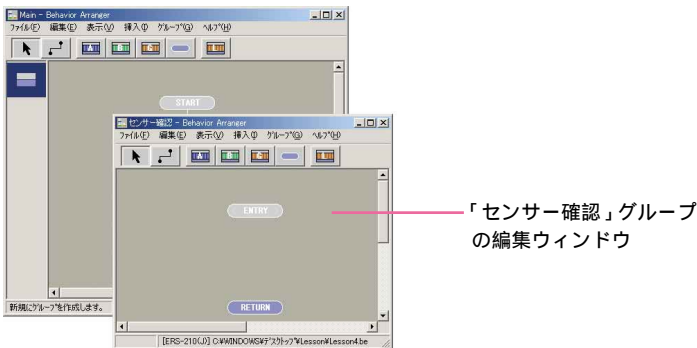 Main - Behavior Arranger
ファイル(F) 編集(E) 表示(V) 挿入(I) グループ(G) ヘルプ(H)
START
センサー確認 - Behavior Arranger
ファイル(F) 編集(E) 表示(V) 挿入(I) グループ(G) ヘルプ(H)
ENTRY
「センサー確認」グループ
の編集ウィンドウ
新規にグループを作成します。
RETURN
[ERS-210(J)] C:¥WINDOWS¥デスクトップ¥Lesson¥Lesson4.be